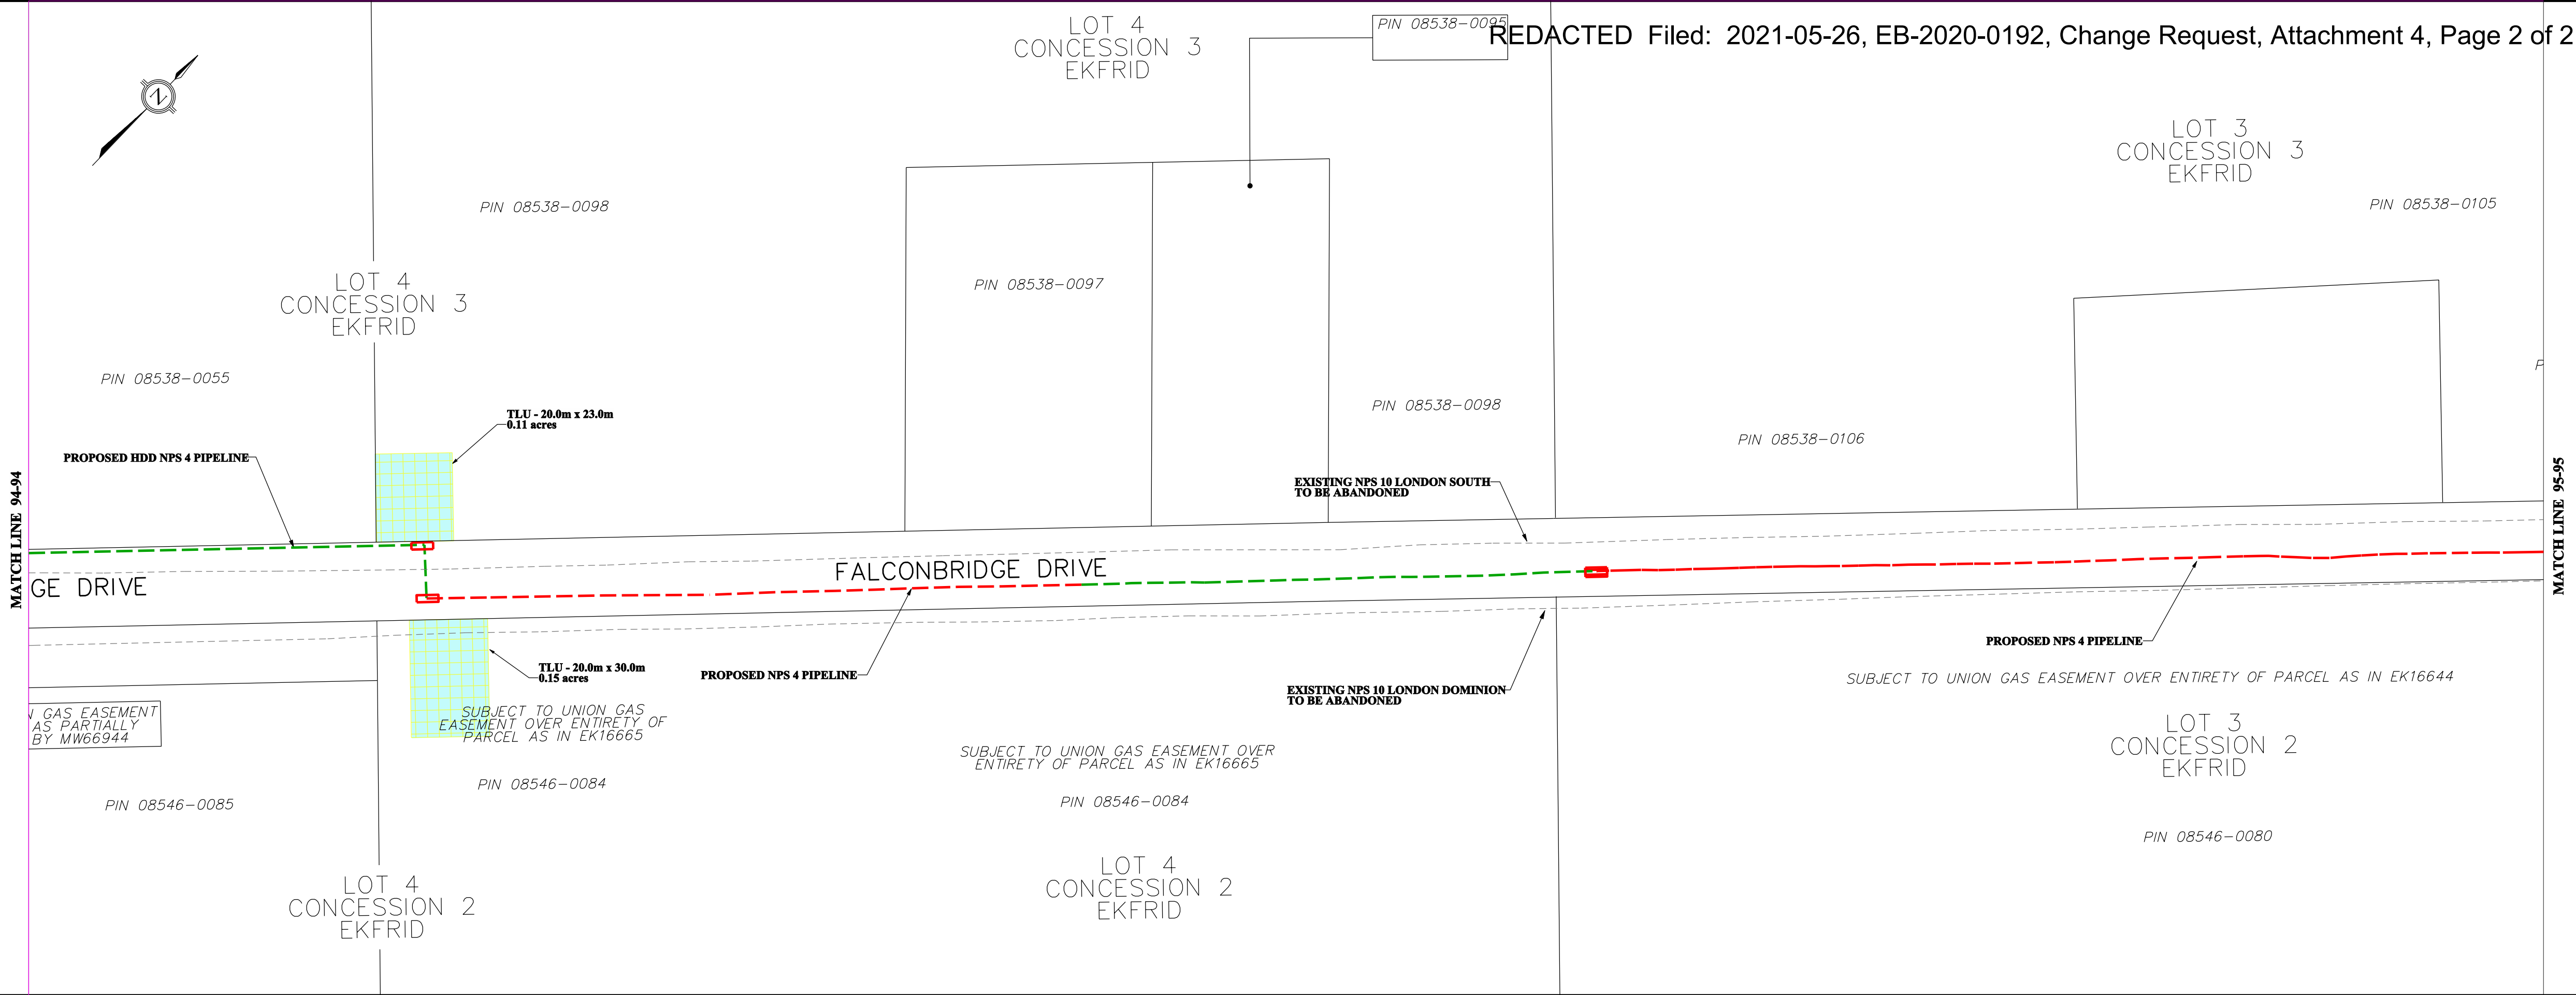 REDACTED Filed: 2021-05-26, EB-2020-0192, Change Request, Attachment 4, Page 2 of 2
LOT 4
CONCESSION 3
EKFRID
PIN 08538-0095
N
LOT 3
CONCESSION 3
EKFRID
PIN 08538-0098
PIN 08538-0105
LOT 4
CONCESSION 3
EKFRID
PIN 08538-0097
PIN 08538-0055
P
TLU - 20.0m x 23.0m
0.11 acres
PIN 08538-0098
PIN 08538-0106
PROPOSED HDD NPS 4 PIPELINE
EXISTING NPS 10 LONDON SOUTH
TO BE ABANDONED
MATCH LINE 94-94
MATCH LINE 95-95
GE DRIVE
FALCONBRIDGE DRIVE
TLU - 20.0m x 30.0m
0.15 acres
PROPOSED NPS 4 PIPELINE
EXISTING NPS 10 LONDON DOMINION
TO BE ABANDONED
PROPOSED NPS 4 PIPELINE
SUBJECT TO UNION GAS EASEMENT OVER ENTIRETY OF PARCEL AS IN EK16644
GAS EASEMENT
AS PARTIALLY
BY MW66944
SUBJECT TO UNION GAS
EASEMENT OVER ENTIRETY OF
PARCEL AS IN EK16665
SUBJECT TO UNION GAS EASEMENT OVER
ENTIRETY OF PARCEL AS IN EK16665
LOT 3
CONCESSION 2
EKFRID
PIN 08546-0085
PIN 08546-0084
PIN 08546-0084
PIN 08546-0080
LOT 4
CONCESSION 2
EKFRID
LOT 4
CONCESSION 2
EKFRID